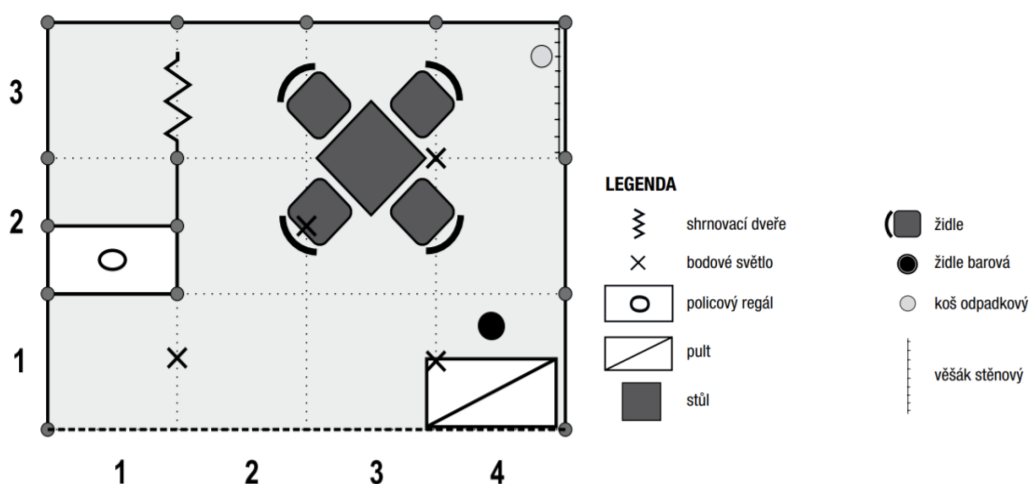 3
2
1
1 2 3 4
LEGENDA
shrnovací dveře
bodové světlo
policový regál
pult
stůl
židle
židle barová
koš odpadkový
věšák stěnový